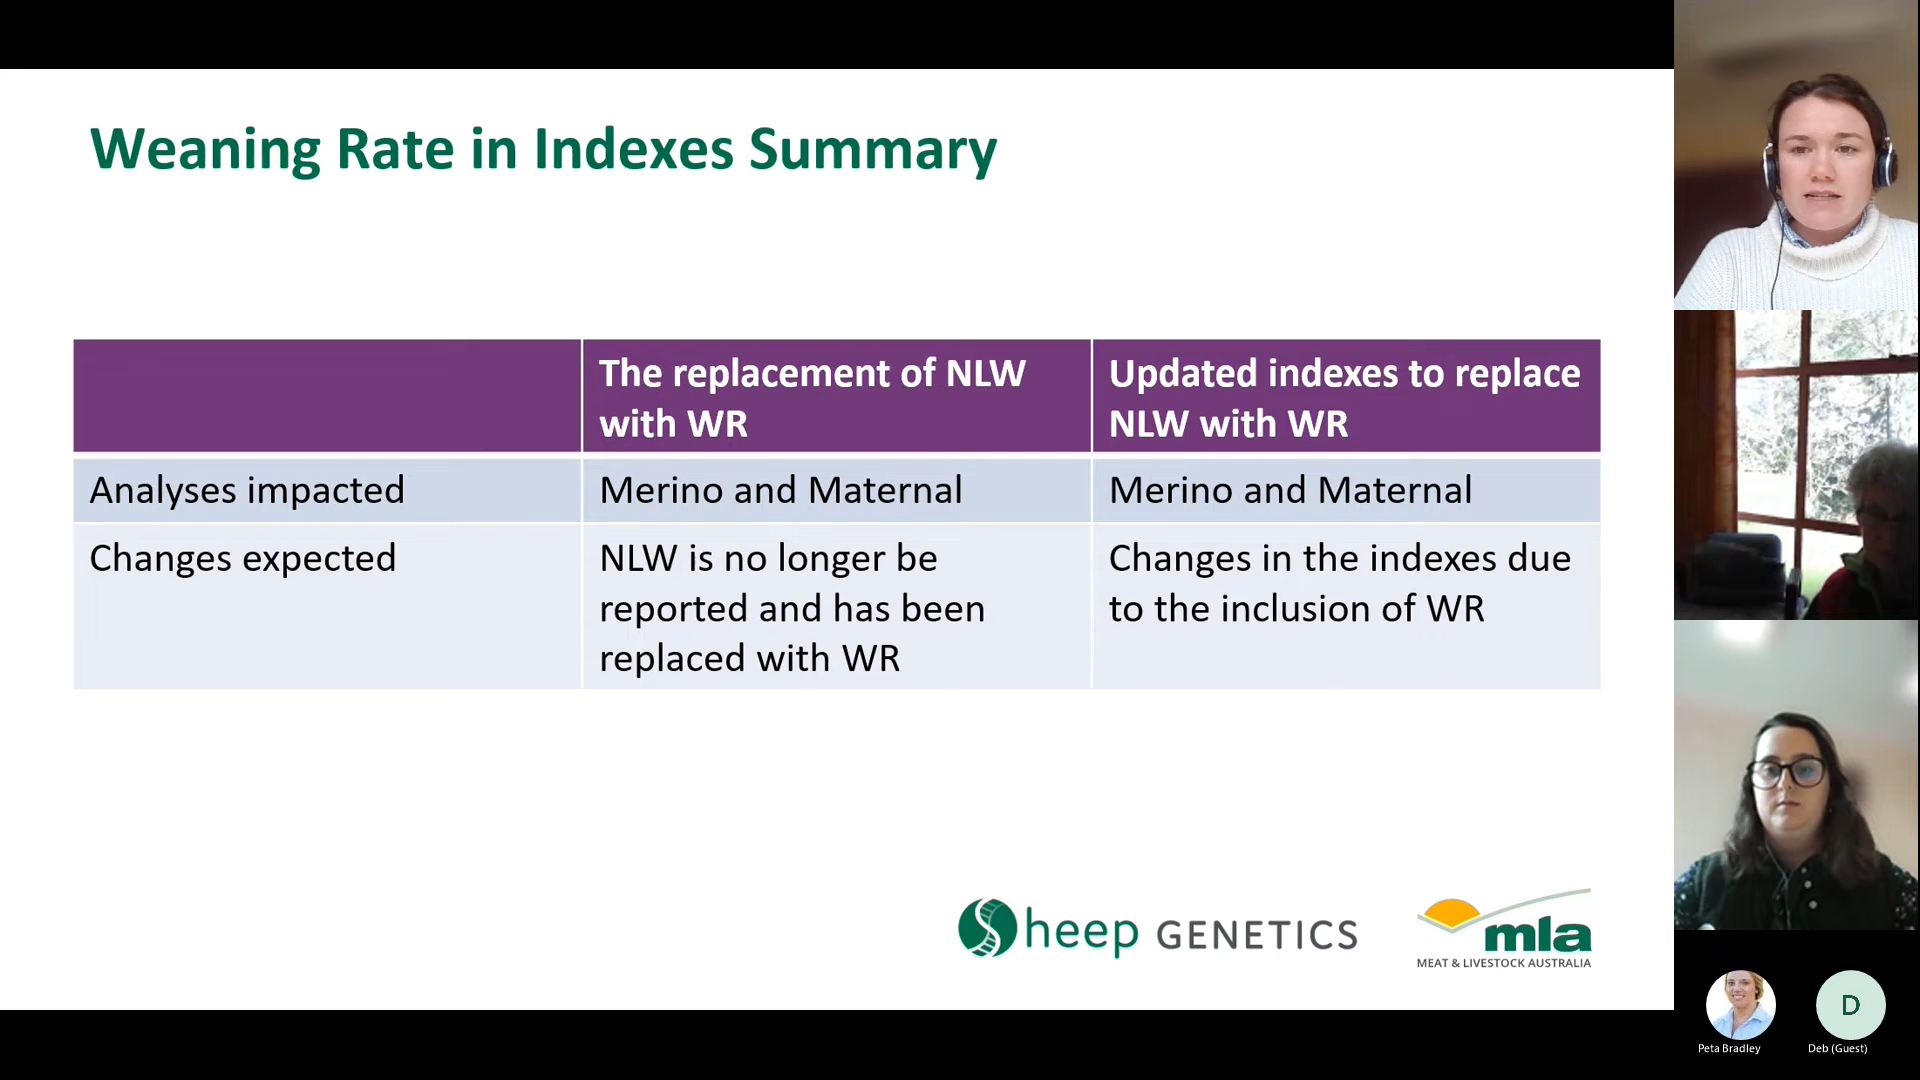 Weaning Rate in Indexes Summary
The replacement of NLW
with WR
Updated indexes to replace
NLW with WR
Analyses impacted
Merino and Maternal
Merino and Maternal
Changes expected
NLW is no longer be
reported and has been
replaced with WR
Changes in the indexes due
to the inclusion of WR
Sheep GENETICS
mla
MEAT & LIVESTOCK AUSTRALIA
D
Peta Bradley
Deb (Guest)